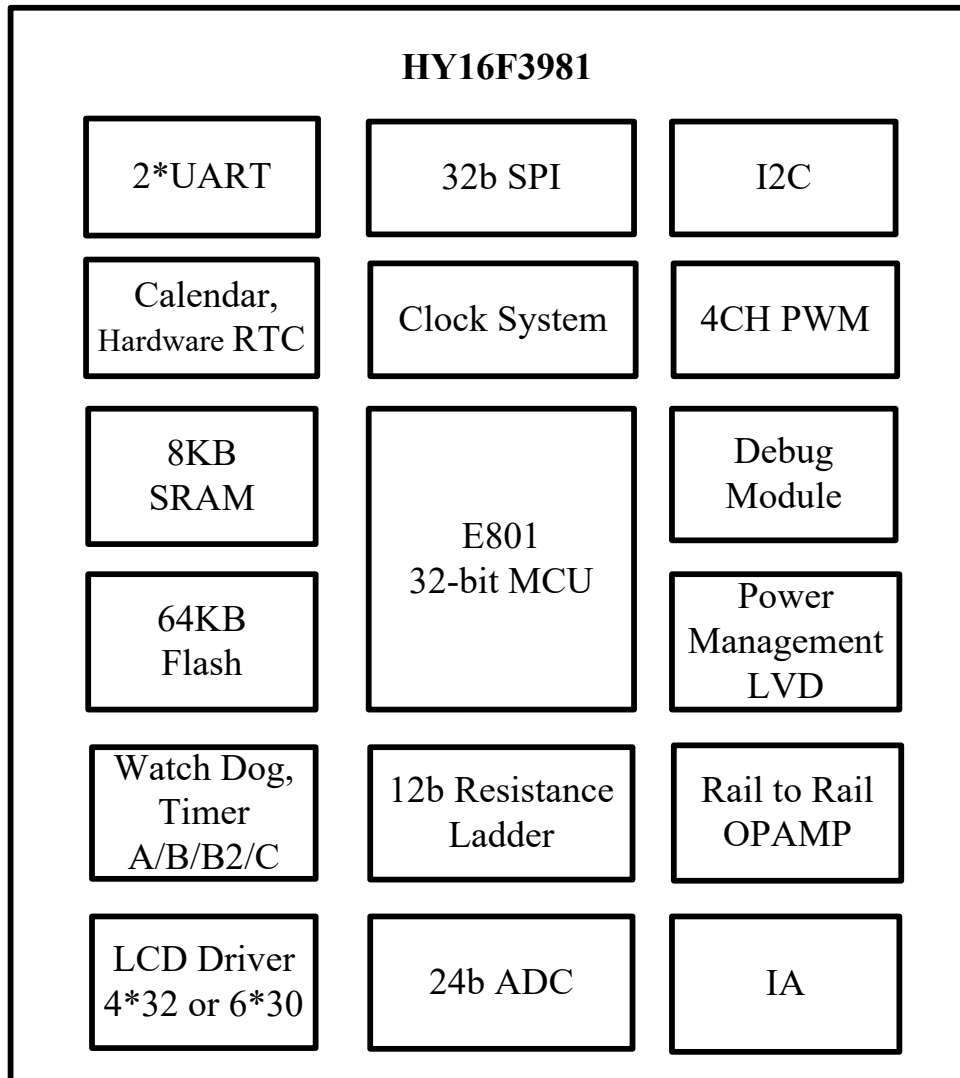 HY16F3981
2*UART
32b SPI
I2C
Calendar,
Hardware RTC
Clock System
4CH PWM
8KB
SRAM
E801
32-bit MCU
Debug
Module
64KB
Flash
Power
Management
LVD
Watch Dog,
Timer
A/B/B2/C
12b Resistance
Ladder
Rail to Rail
OPAMP
LCD Driver
4*32 or 6*30
24b ADC
IA